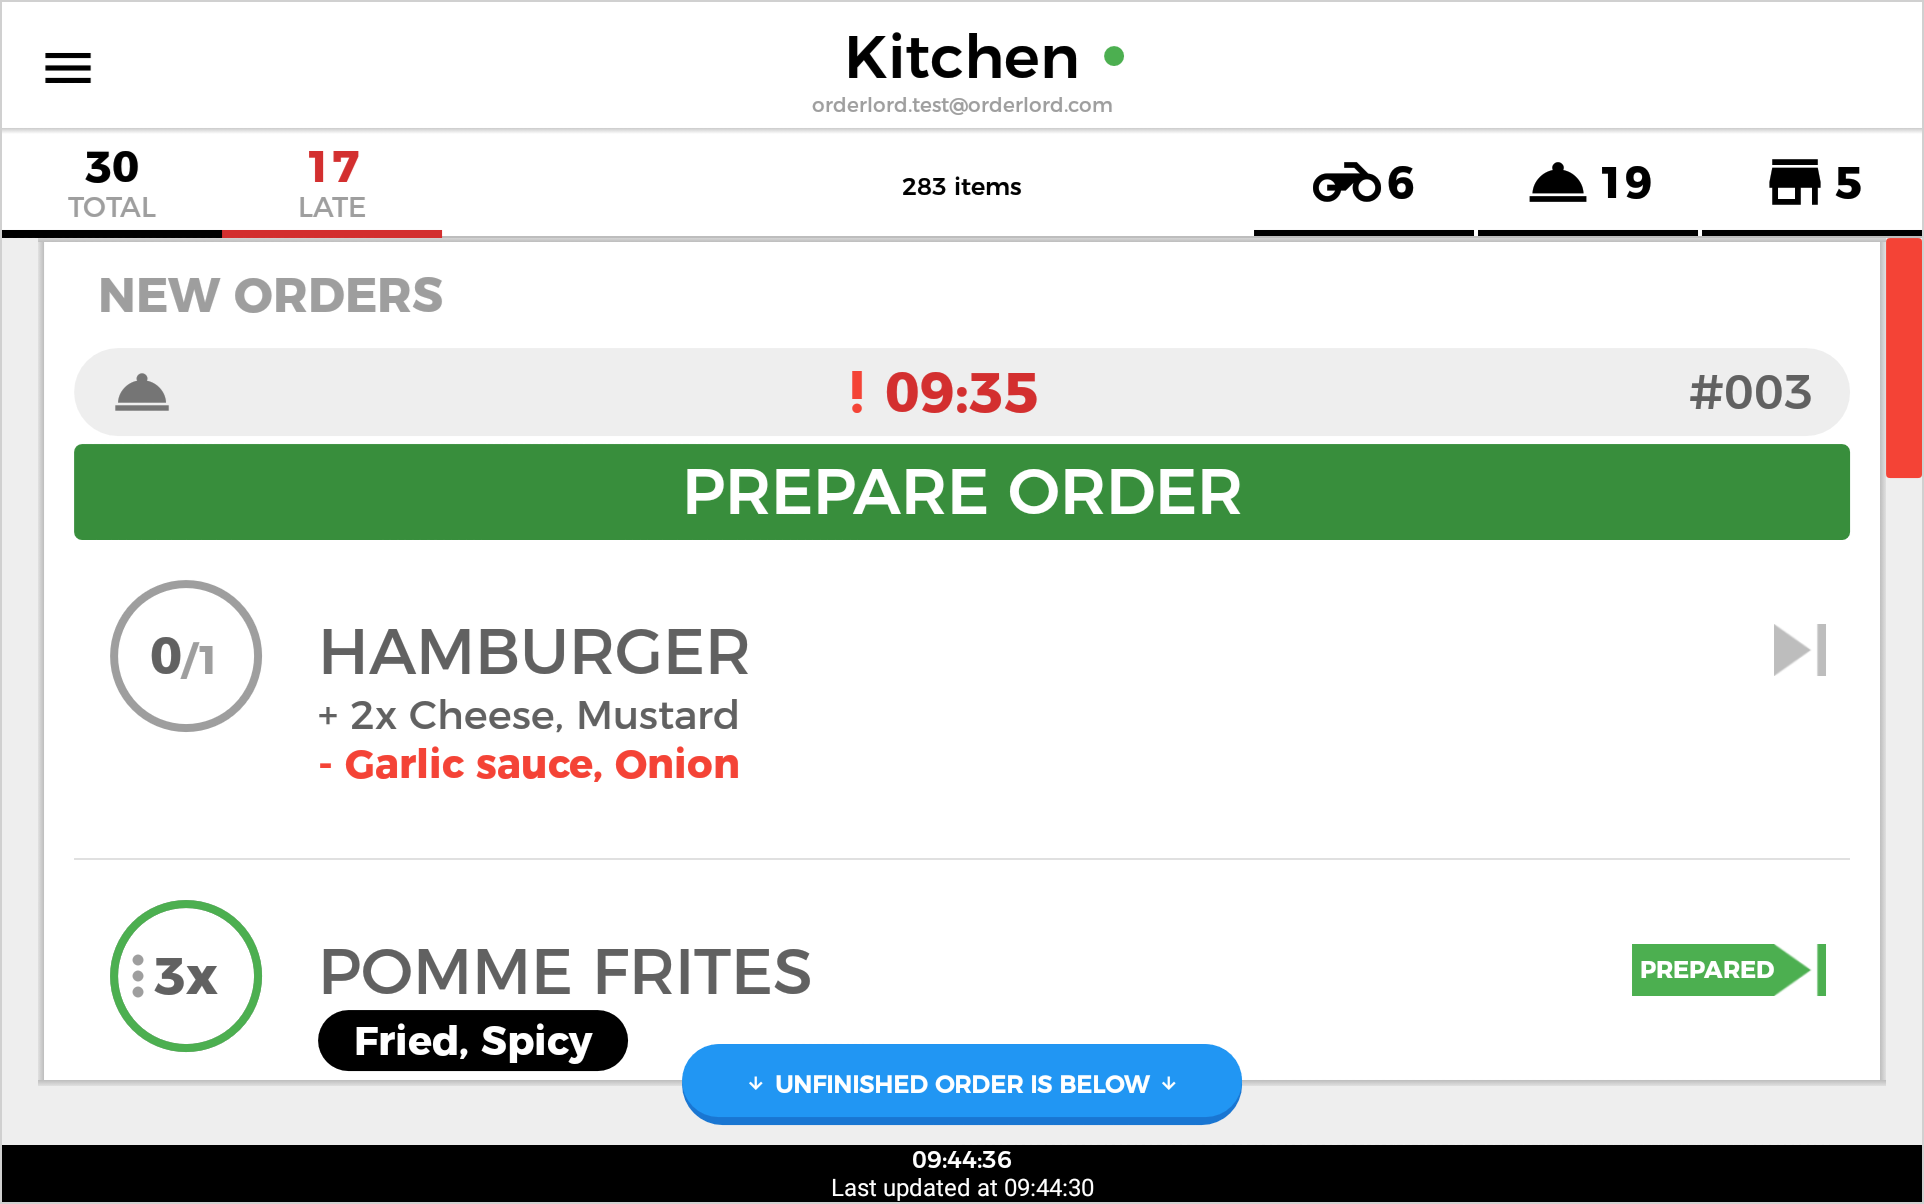 Kitchen
orderlord.test@orderlord.com
30
TOTAL
17
LATE
283 items
6
19
5
NEW ORDERS
! 09:35
#003
PREPARE ORDER
0/1
HAMBURGER
+ 2x Cheese, Mustard
- Garlic sauce, Onion
3x
POMME FRITES
PREPARED
Fried, Spicy
↓ UNFINISHED ORDER IS BELOW ↓
09:44:36
Last updated at 09:44:30